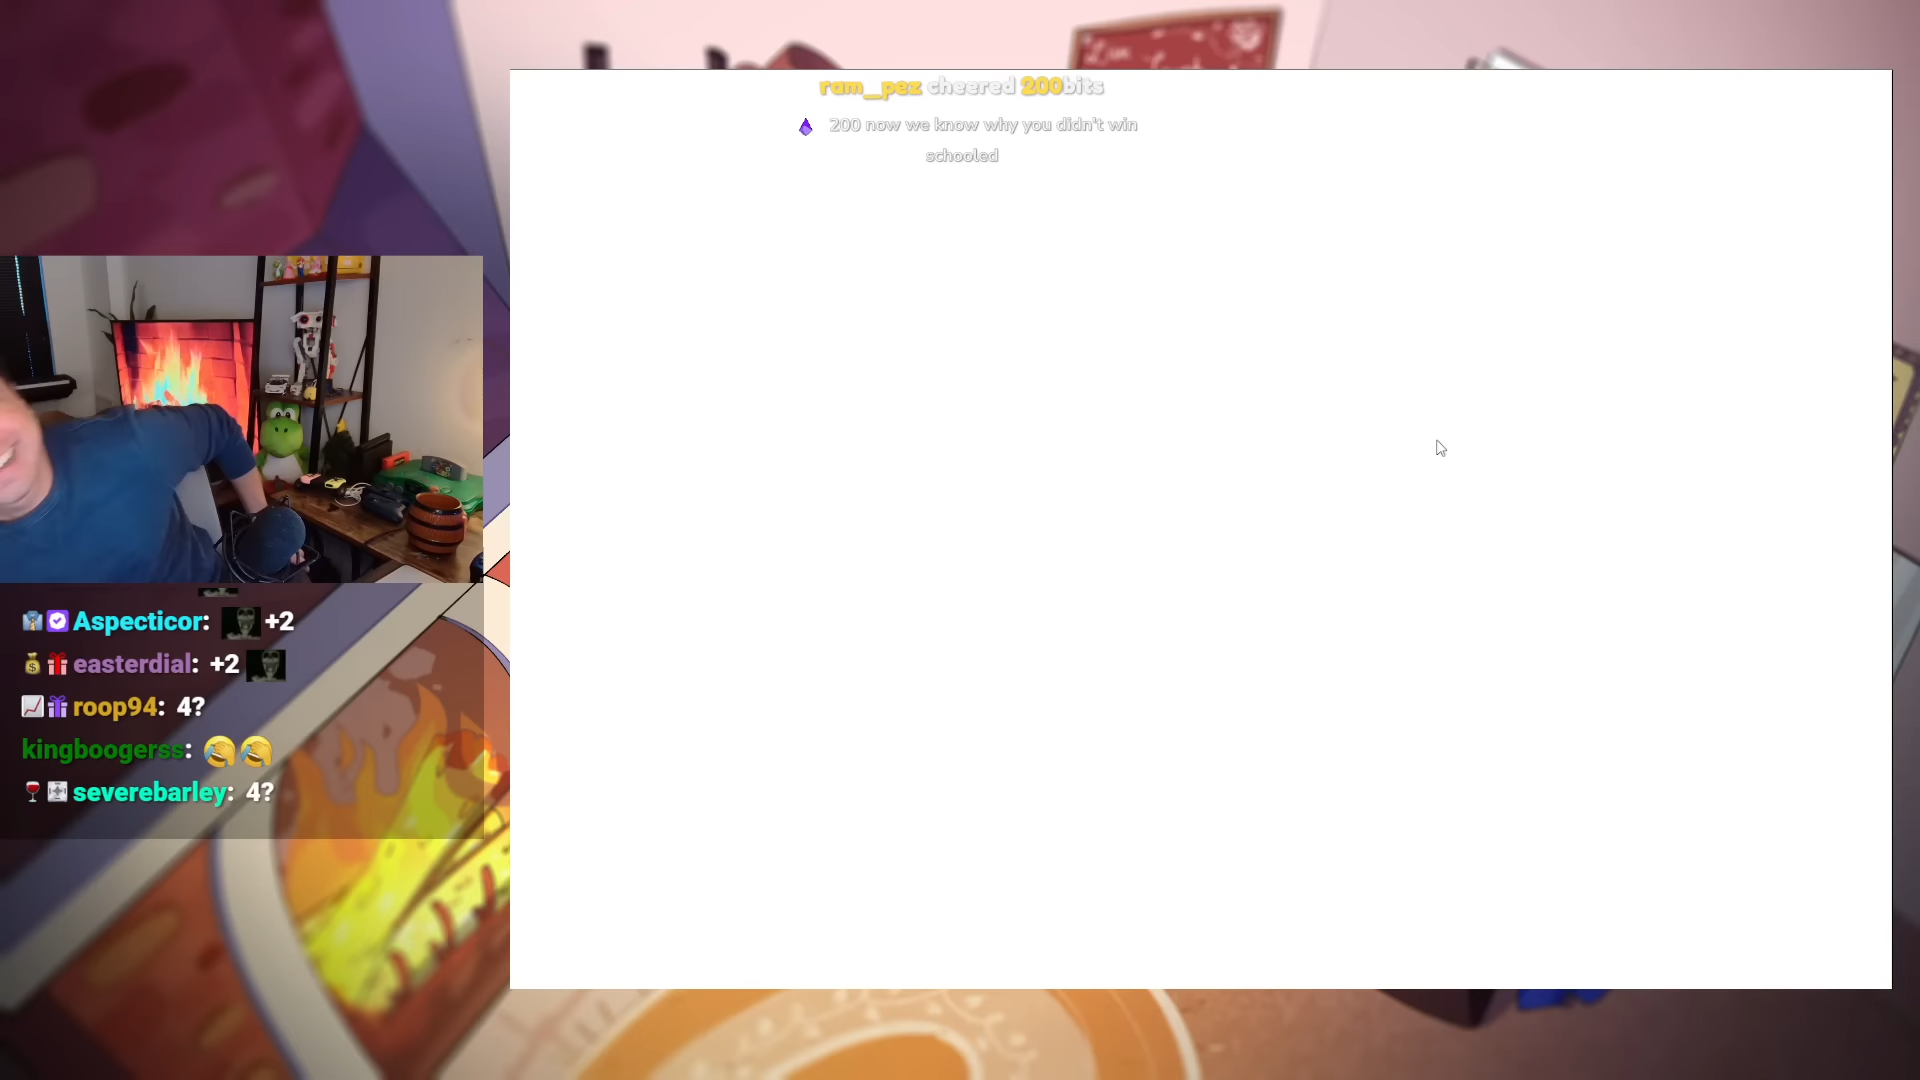 ram_pez cheered 200bits
200 now we know why you didn't win
schooled
Aspecticor: +2
easterdial: +2
roop94: 4?
kingboogerss:
severebarley: 4?